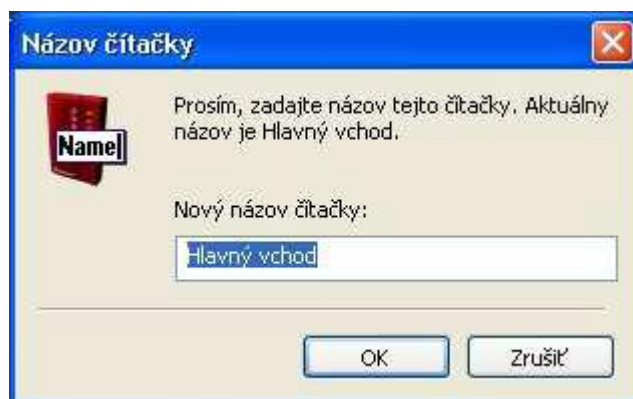 Názov čítačky
Prosím, zadajte názov tejto čítačky. Aktuálny
názov je Hlavný vchod.
Name
Nový názov čítačky:
Hlavný vchod
OK
Zrušiť